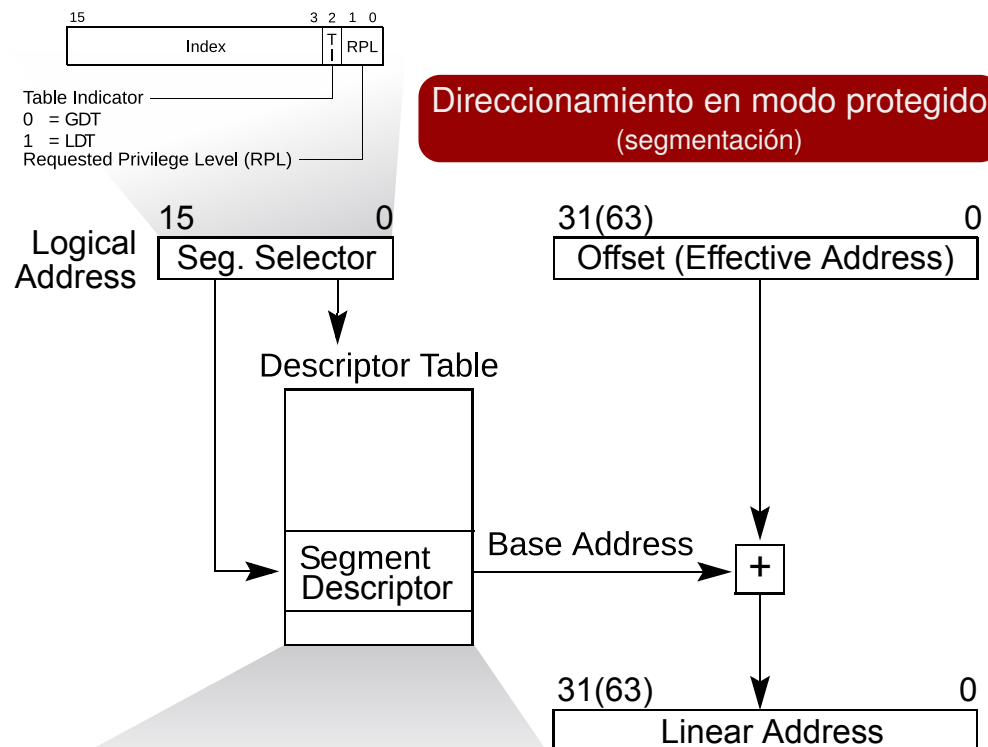 15 3 2 1 0
Index
T
I
RPL
Table Indicator
0 = GDT
1 = LDT
Requested Privilege Level (RPL)
Direccionamiento en modo protegido
(segmentación)
15 0
31(63) 0
Logical
Address
Seg. Selector
Offset (Effective Address)
Descriptor Table
Segment
Descriptor
Base Address
+
31(63) 0
Linear Address